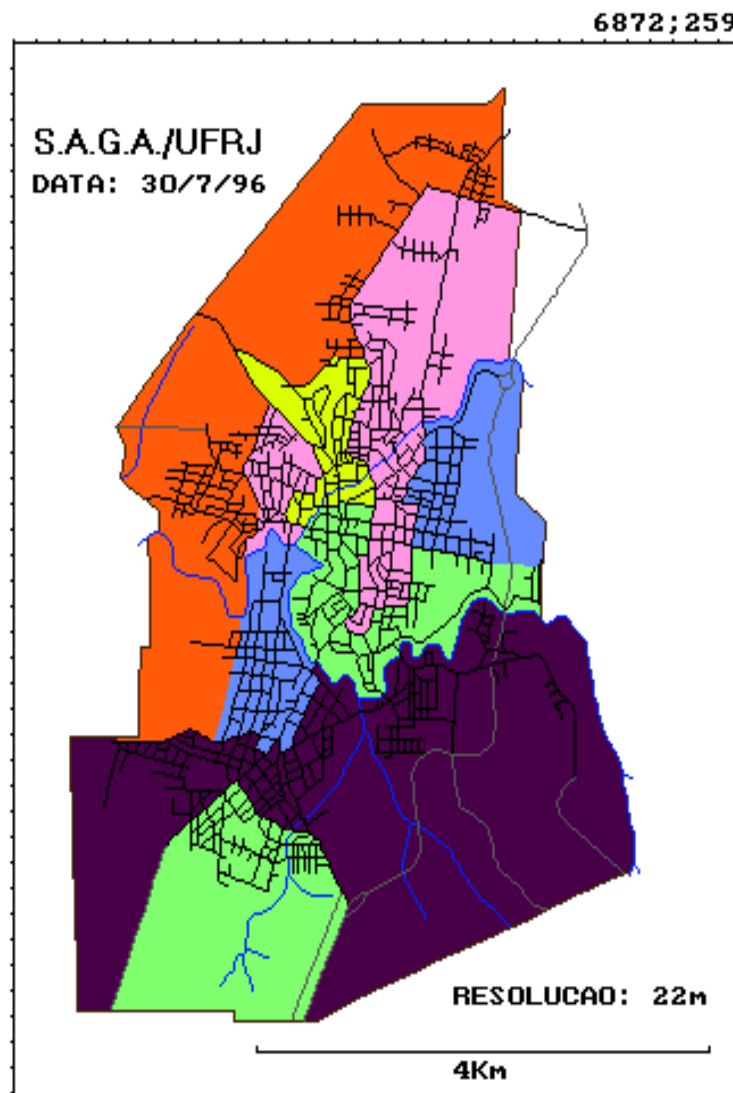 6872;259
S.A.G.A./UFRJ
DATA: 30/7/96
RESOLUCAO: 22m
4Km